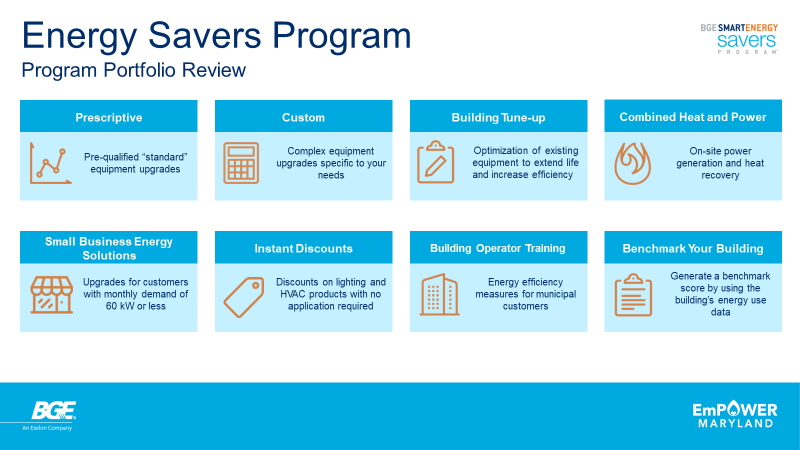 Energy Savers Program
Program Portfolio Review
BGE SMART ENERGY
savers
PROGRAM
Prescriptive
Pre-qualified “standard”
equipment upgrades
Custom
Complex equipment
upgrades specific to your
needs
Building Tune-up
Optimization of existing
equipment to extend life
and increase efficiency
Combined Heat and Power
On-site power
generation and heat
recovery
Small Business Energy
Solutions
Upgrades for customers
with monthly demand of
60 kW or less
Instant Discounts
Discounts on lighting and
HVAC products with no
application required
Building Operator Training
Energy efficiency
measures for municipal
customers
Benchmark Your Building
Generate a benchmark
score by using the
building’s energy use
data
BGE
An Exelon Company
EmPOWER
MARYLAND